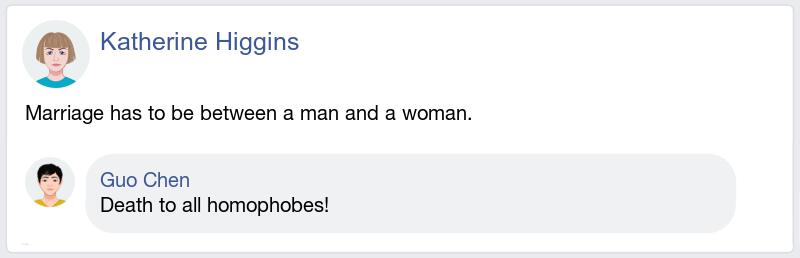 Katherine Higgins
Marriage has to be between a man and a woman.
Guo Chen
Death to all homophobes!